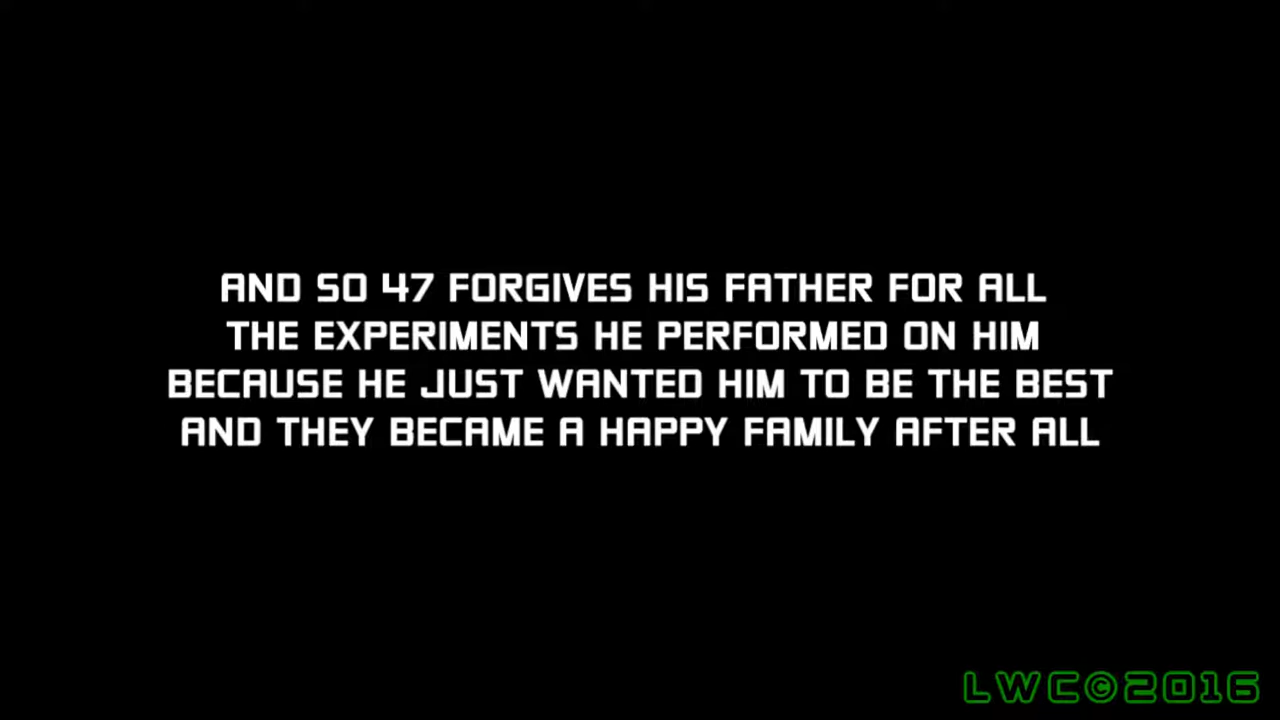 AND SO 47 FORGIVES HIS FATHER FOR ALL
THE EXPERIMENTS HE PERFORMED ON HIM
BECAUSE HE JUST WANTED HIM TO BE THE BEST
AND THEY BECAME A HAPPY FAMILY AFTER ALL
LWC©2016